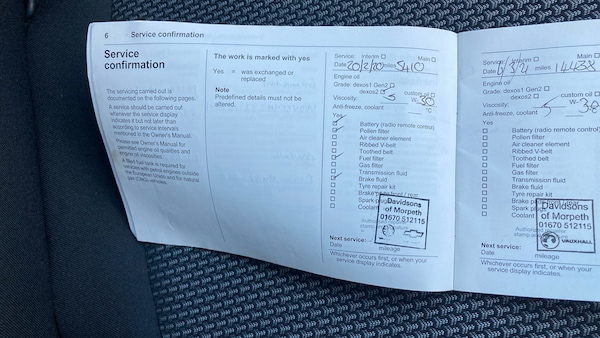 6 Service confirmation
Service
confirmation
The servicing carried out is
documented on the following pages.
A service should be carried out
whenever the service display
indicates it but not later than
according to service intervals
mentioned in the Owner's Manual.
Please see Owner's Manual for
permitted engine oil qualities and
engine oil viscosities.
A fixed fuel tank is required for
vehicles with petrol engines outside
the European Union and for natural
gas (CNG) vehicles.
The work is marked with yes
Yes = was exchanged or
replaced
Note
Predefined details must not be
altered.
Service: Interim □ Main □
Date 20/2/20 miles 5410
Engine oil
Grade: dexos1 Gen2 □
dexos2 custom oil □
Viscosity: 5 W- 30
Anti-freeze, coolant °C
Yes
Battery (radio remote control)
□ Pollen filter
□ Air cleaner element
□ Ribbed V-belt
□ Toothed belt
Fuel filter
□ Gas filter
Transmission fluid
Brake fluid
□ Tyre repair kit
□ Brake
□ Spark
□ Coolant
Davidsons
of Morpeth
01670 512115
Next service:
Date mileage
Whichever occurs first, or when your
service display indicates.
Service: Interim □
Date miles 14438
Engine oil
Grade: dexos1 Gen2 □
dexos2 □ custom oil □
Viscosity: 5 W-
Anti-freeze, coolant
Yes
□ Battery (radio remote control)
□ Pollen filter
□ Air cleaner element
□ Ribbed V-belt
□ Toothed belt
□ Fuel filter
□ Gas filter
□ Transmission fluid
□ Brake fluid
□ Tyre repair kit
□ Brake
□ Spark
□ Coolant
Davidsons
of Morpeth
01670 512115
VAUXHALL
Next service:
Date mileage
Whichever occurs first, or when your
service display indicates.